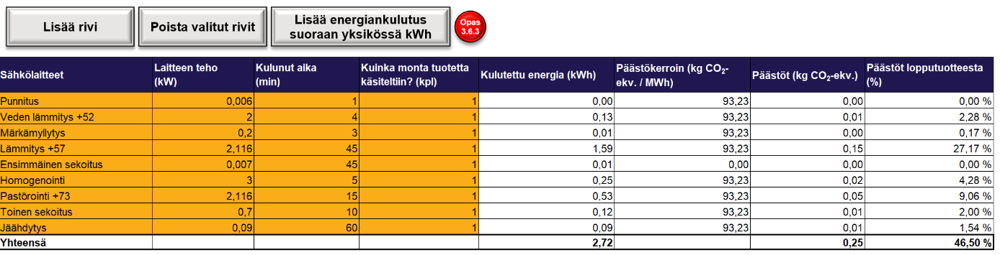 Lisää rivi
Poista valitut rivit
Lisää energiankulutus
suoraan yksikössä kWh
Opas
3.6.3
Sähkölaitteet Laitteen teho (kW) Kulunut aika (min) Kuinka monta tuotetta käsiteltiin? (kpl) Kulutettu energia (kWh) Päästökerroin (kg CO₂-ekv. / MWh) Päästöt (kg CO₂-ekv.) Päästöt lopputuotteesta (%)
Punnitus 0,006 1 1 0,00 93,23 0,00 0,00 %
Veden lämmitys +52 2 4 1 0,13 93,23 0,01 2,28 %
Märkämyllytys 0,2 3 1 0,01 93,23 0,00 0,17 %
Lämmitys +57 2,116 45 1 1,59 93,23 0,15 27,17 %
Ensimmäinen sekoitus 0,007 45 1 0,01 0,00 0,00 0,00 %
Homogenointi 3 5 1 0,25 93,23 0,02 4,28 %
Pastörointi +73 2,116 15 1 0,53 93,23 0,05 9,06 %
Toinen sekoitus 0,7 10 1 0,12 93,23 0,01 2,00 %
Jäähdytys 0,09 60 1 0,09 93,23 0,01 1,54 %
Yhteensä 2,72 0,25 46,50 %